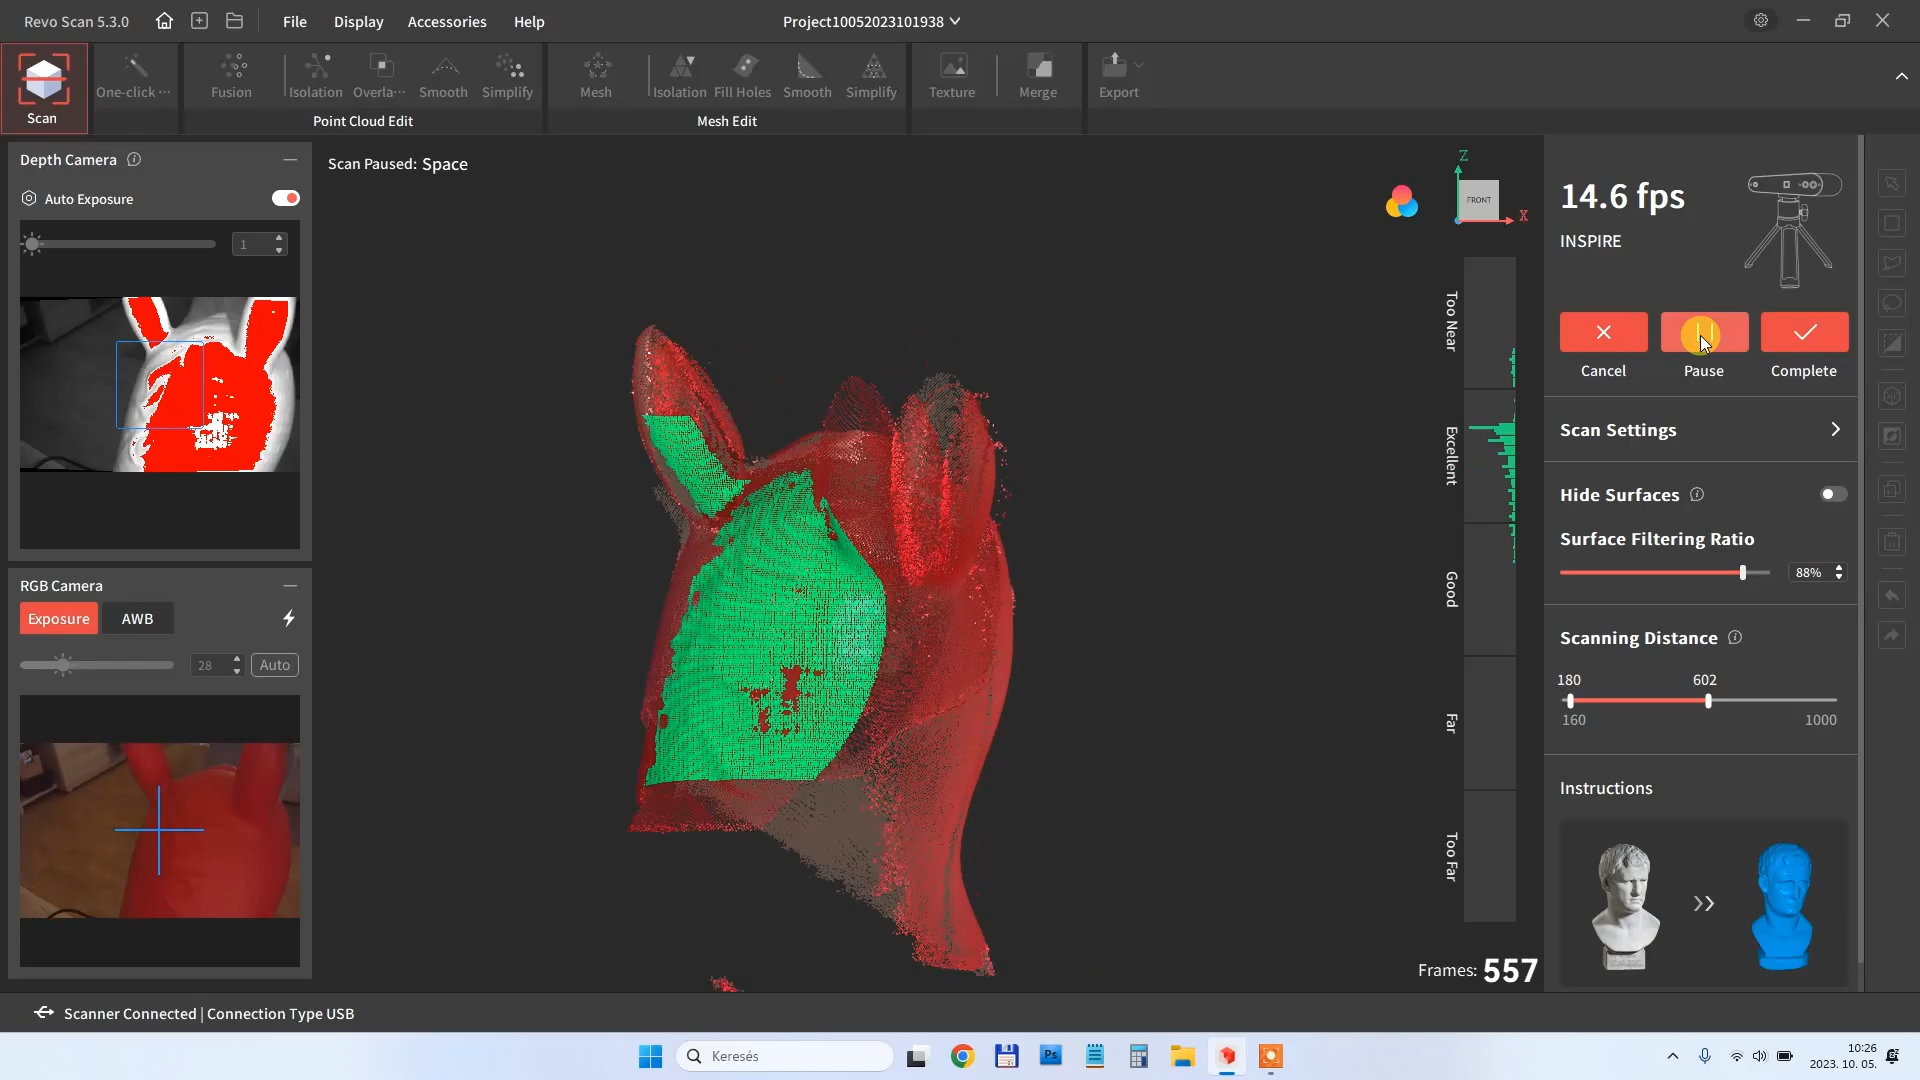 Revo Scan 5.3.0
File
Display
Accessories
Help
Project10052023101938
Scan
One-click ···
Fusion
Isolation
Overla···
Smooth
Simplify
Point Cloud Edit
Mesh
Isolation
Fill Holes
Smooth
Simplify
Mesh Edit
Texture
Merge
Export
Depth Camera
Auto Exposure
1
RGB Camera
Exposure
AWB
28
Auto
Scan Paused: Space
Z
FRONT
X
Too Near
Excellent
Good
Far
Too Far
Frames: 557
14.6 fps
INSPIRE
Cancel
Pause
Complete
Scan Settings
Hide Surfaces
Surface Filtering Ratio
88%
Scanning Distance
180
602
160
1000
Instructions
Scanner Connected | Connection Type USB
Keresés
Ps
10:26
2023. 10. 05.